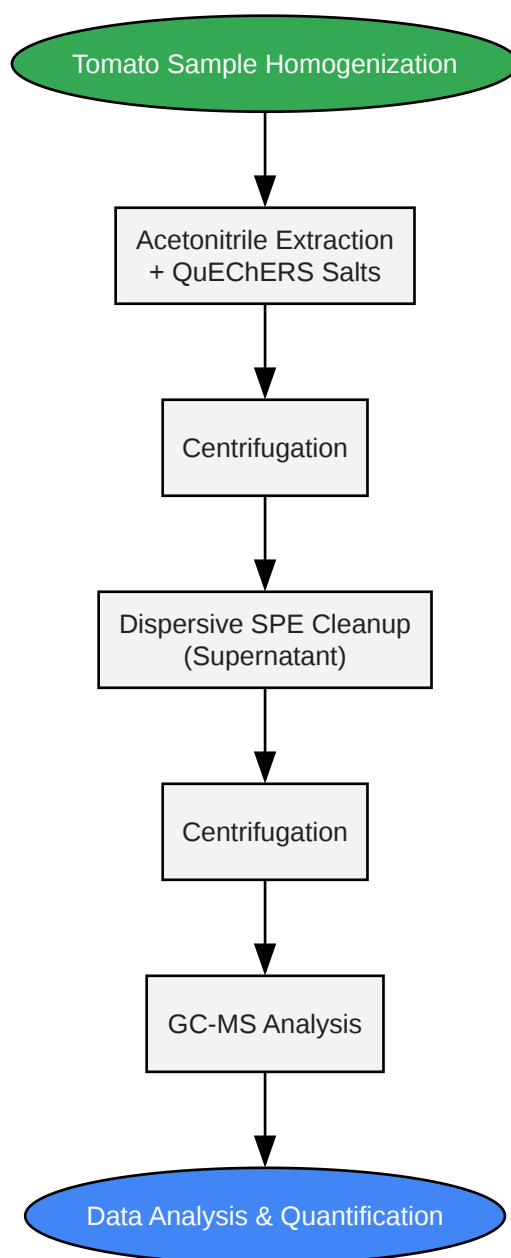 Tomato Sample Homogenization
Acetonitrile Extraction
+ QuEChERS Salts
Centrifugation
Dispersive SPE Cleanup
(Supernatant)
Centrifugation
GC-MS Analysis
Data Analysis & Quantification